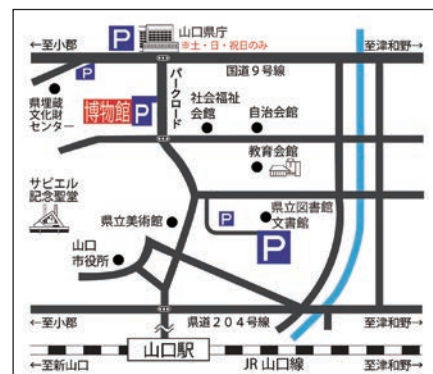 P
山口県庁
※土・日・祝日のみ
←至小郡
至津和野→
P
国道9号線
県埋蔵
文化財
センター
博物館
P
パークロード
社会福祉
会館
自治会館
教育会館
サビエル
記念聖堂
県立美術館
P
県立図書館
文書館
P
山口
市役所
←至小郡
県道204号線
至津和野→
山口駅
←至新山口
JR山口線
至津和野→